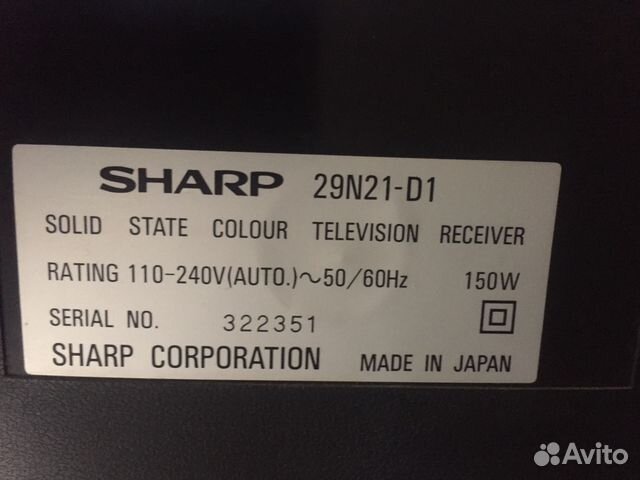 SHARP 29N21-D1
SOLID STATE COLOUR TELEVISION RECEIVER
RATING 110-240V(AUTO.)~50/60Hz 150W
SERIAL NO. 322351
SHARP CORPORATION MADE IN JAPAN
Avito